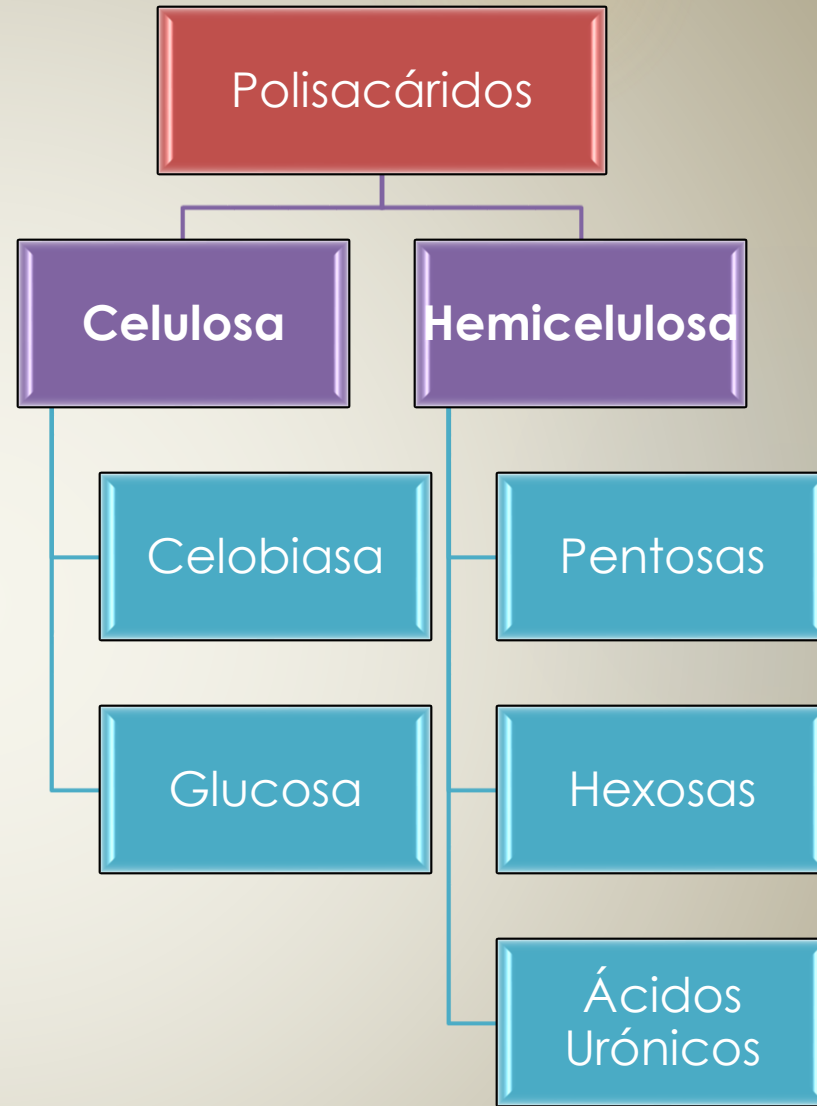 Polisacáridos
Celulosa
Hemicelulosa
Celobiasa
Pentosas
Glucosa
Hexosas
Ácidos
Urónicos